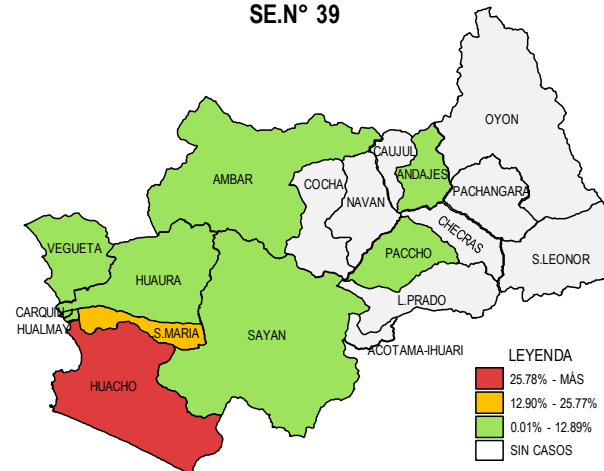 SE.N° 39
OYON
CAUJUL
ANDAJES
AMBAR
COCHA
NAVAN
PACHANGARA
CHECRAS
VEGUETA
PACCHO
S.LEONOR
HUAURA
L.PRADO
CARQUIN
HUALMAY
S.MARIA
SAYAN
ACOTAMA-IHUARI
HUACHO
LEYENDA
25.78% - MÁS
12.90% - 25.77%
0.01% - 12.89%
SIN CASOS